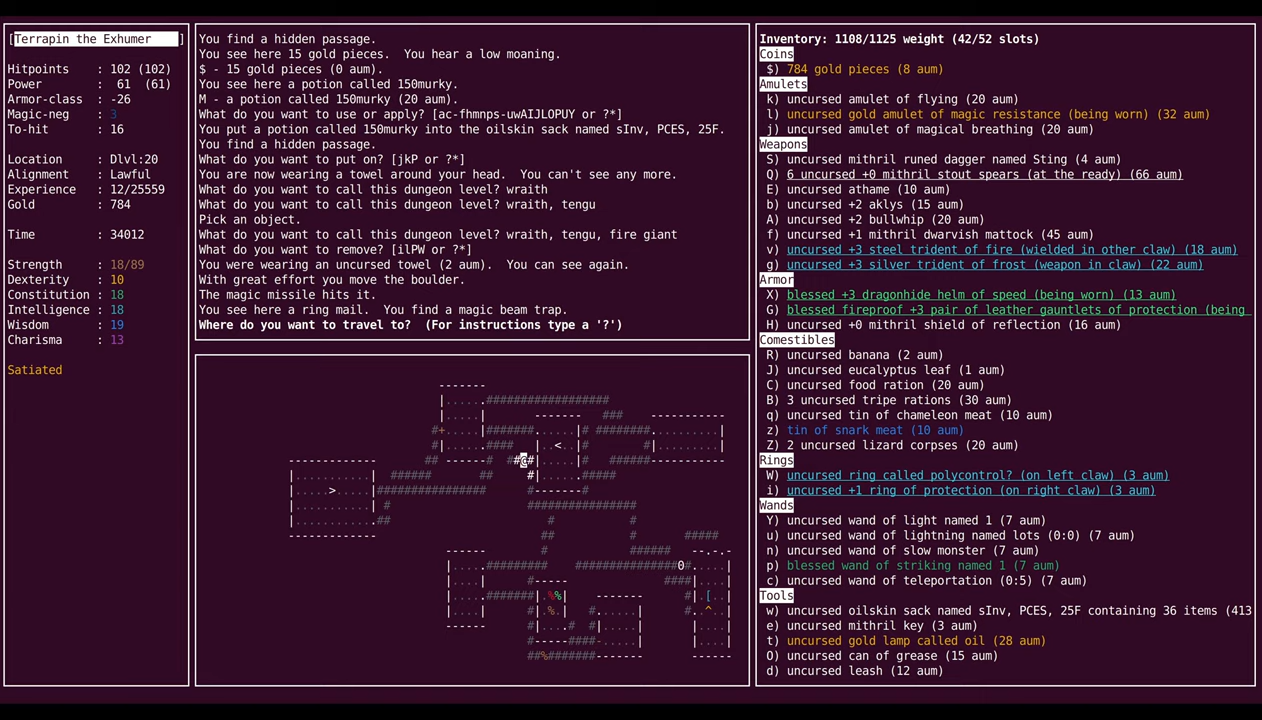 [Terrapin the Exhumer ]
Hitpoints : 102 (102)
Power : 61 (61)
Armor-class : -26
Magic-neg : 3
To-hit : 16
Location : Dlvl:20
Alignment : Lawful
Experience : 12/25559
Gold : 784
Time : 34012
Strength : 18/89
Dexterity : 10
Constitution : 18
Intelligence : 18
Wisdom : 19
Charisma : 13
Satiated
You find a hidden passage.
You see here 15 gold pieces. You hear a low moaning.
$ - 15 gold pieces (0 aum).
You see here a potion called 150murky.
M - a potion called 150murky (20 aum).
What do you want to use or apply? [ac-fhmnps-uwAIJLOPUY or ?*]
You put a potion called 150murky into the oilskin sack named sInv, PCES, 25F.
You find a hidden passage.
What do you want to put on? [jkP or ?*]
You are now wearing a towel around your head. You can't see any more.
What do you want to call this dungeon level? wraith
What do you want to call this dungeon level? wraith, tengu
Pick an object.
What do you want to call this dungeon level? wraith, tengu, fire giant
What do you want to remove? [ilPW or ?*]
You were wearing an uncursed towel (2 aum). You can see again.
With great effort you move the boulder.
The magic missile hits it.
You see here a ring mail. You find a magic beam trap.
Where do you want to travel to? (For instructions type a '?')
Inventory: 1108/1125 weight (42/52 slots)
Coins
$) 784 gold pieces (8 aum)
Amulets
k) uncursed amulet of flying (20 aum)
l) uncursed gold amulet of magic resistance (being worn) (32 aum)
j) uncursed amulet of magical breathing (20 aum)
Weapons
S) uncursed mithril runed dagger named Sting (4 aum)
Q) 6 uncursed +0 mithril stout spears (at the ready) (66 aum)
E) uncursed athame (10 aum)
b) uncursed +2 aklys (15 aum)
A) uncursed +2 bullwhip (20 aum)
f) uncursed +1 mithril dwarvish mattock (45 aum)
v) uncursed +3 steel trident of fire (wielded in other claw) (18 aum)
g) uncursed +3 silver trident of frost (weapon in claw) (22 aum)
Armor
X) blessed +3 dragonhide helm of speed (being worn) (13 aum)
G) blessed fireproof +3 pair of leather gauntlets of protection (being
H) uncursed +0 mithril shield of reflection (16 aum)
Comestibles
R) uncursed banana (2 aum)
J) uncursed eucalyptus leaf (1 aum)
C) uncursed food ration (20 aum)
B) 3 uncursed tripe rations (30 aum)
q) uncursed tin of chameleon meat (10 aum)
z) tin of snark meat (10 aum)
Z) 2 uncursed lizard corpses (20 aum)
Rings
W) uncursed ring called polycontrol? (on left claw) (3 aum)
i) uncursed +1 ring of protection (on right claw) (3 aum)
Wands
Y) uncursed wand of light named 1 (7 aum)
u) uncursed wand of lightning named lots (0:0) (7 aum)
n) uncursed wand of slow monster (7 aum)
p) blessed wand of striking named 1 (7 aum)
c) uncursed wand of teleportation (0:5) (7 aum)
Tools
w) uncursed oilskin sack named sInv, PCES, 25F containing 36 items (413
e) uncursed mithril key (3 aum)
t) uncursed gold lamp called oil (28 aum)
O) uncursed can of grease (15 aum)
d) uncursed leash (12 aum)